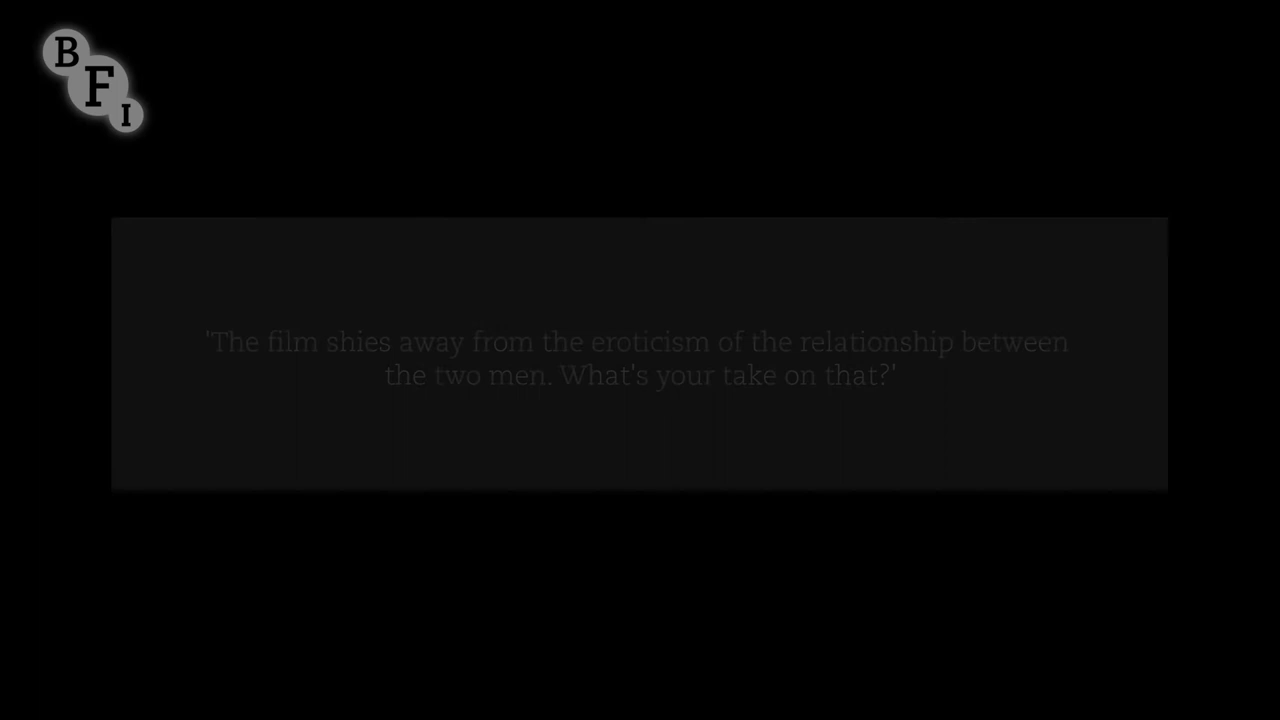 BFI
'The film shies away from the eroticism of the relationship between
the two men. What's your take on that?'